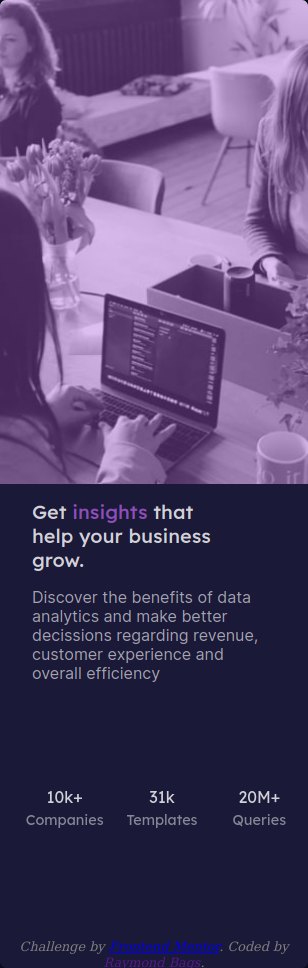 Get insights that
help your business
grow.
Discover the benefits of data
analytics and make better
decissions regarding revenue,
customer experience and
overall efficiency
10k+ 31k 20M+
Companies Templates Queries
Challenge by Frontend Mentor. Coded by
Raymond Bags.